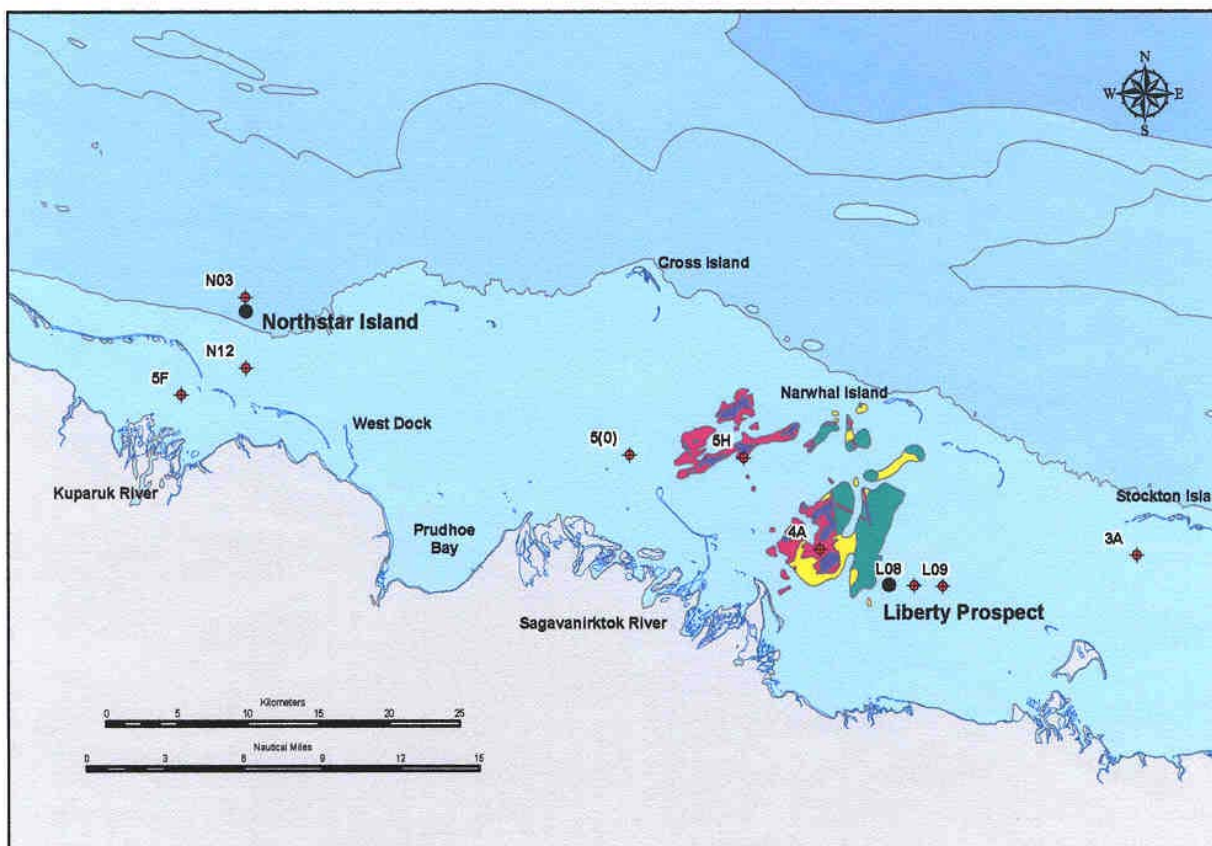 N
W E
S
Cross Island
N03
Northstar Island
N12
5F
Narwhal Island
West Dock
5(0)
5H
Kuparuk River
Stockton Isla
Prudhoe
Bay
4A
3A
L08 L09
Liberty Prospect
Sagavanirktok River
Kilometers
0 5 10 15 20 25
Nautical Miles
0 3 6 9 12 15